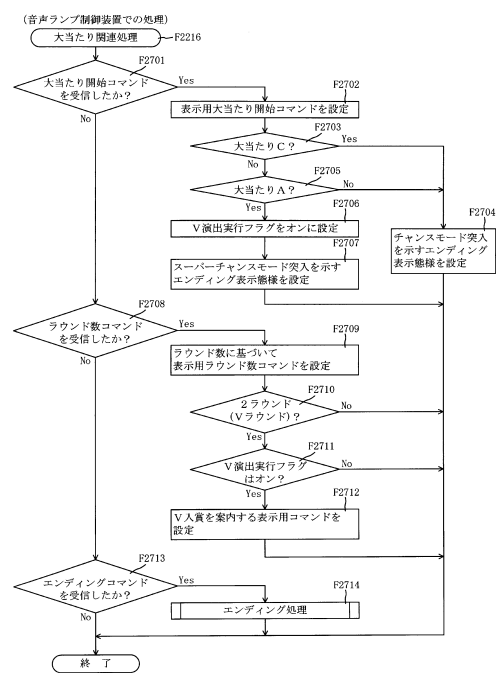 (音声ランプ制御装置での処理)
大当たり関連処理
F2216
F2701
大当たり開始コマンド
を受信したか?
Yes
No
F2702
表示用大当たり開始コマンドを設定
F2703
大当たりC?
Yes
No
F2705
大当たりA?
No
Yes
F2706
V演出実行フラグをオンに設定
F2704
チャンスモード突入
を示すエンディング
表示態様を設定
F2707
スーパーチャンスモード突入を示す
エンディング表示態様を設定
F2708
ラウンド数コマンド
を受信したか?
Yes
No
F2709
ラウンド数に基づいて
表示用ラウンド数コマンドを設定
F2710
2ラウンド
(Vラウンド)?
No
Yes
F2711
V演出実行フラグ
はオン?
No
Yes
F2712
V入賞を案内する表示用コマンドを
設定
F2713
エンディングコマンド
を受信したか?
Yes
No
F2714
エンディング処理
終 了